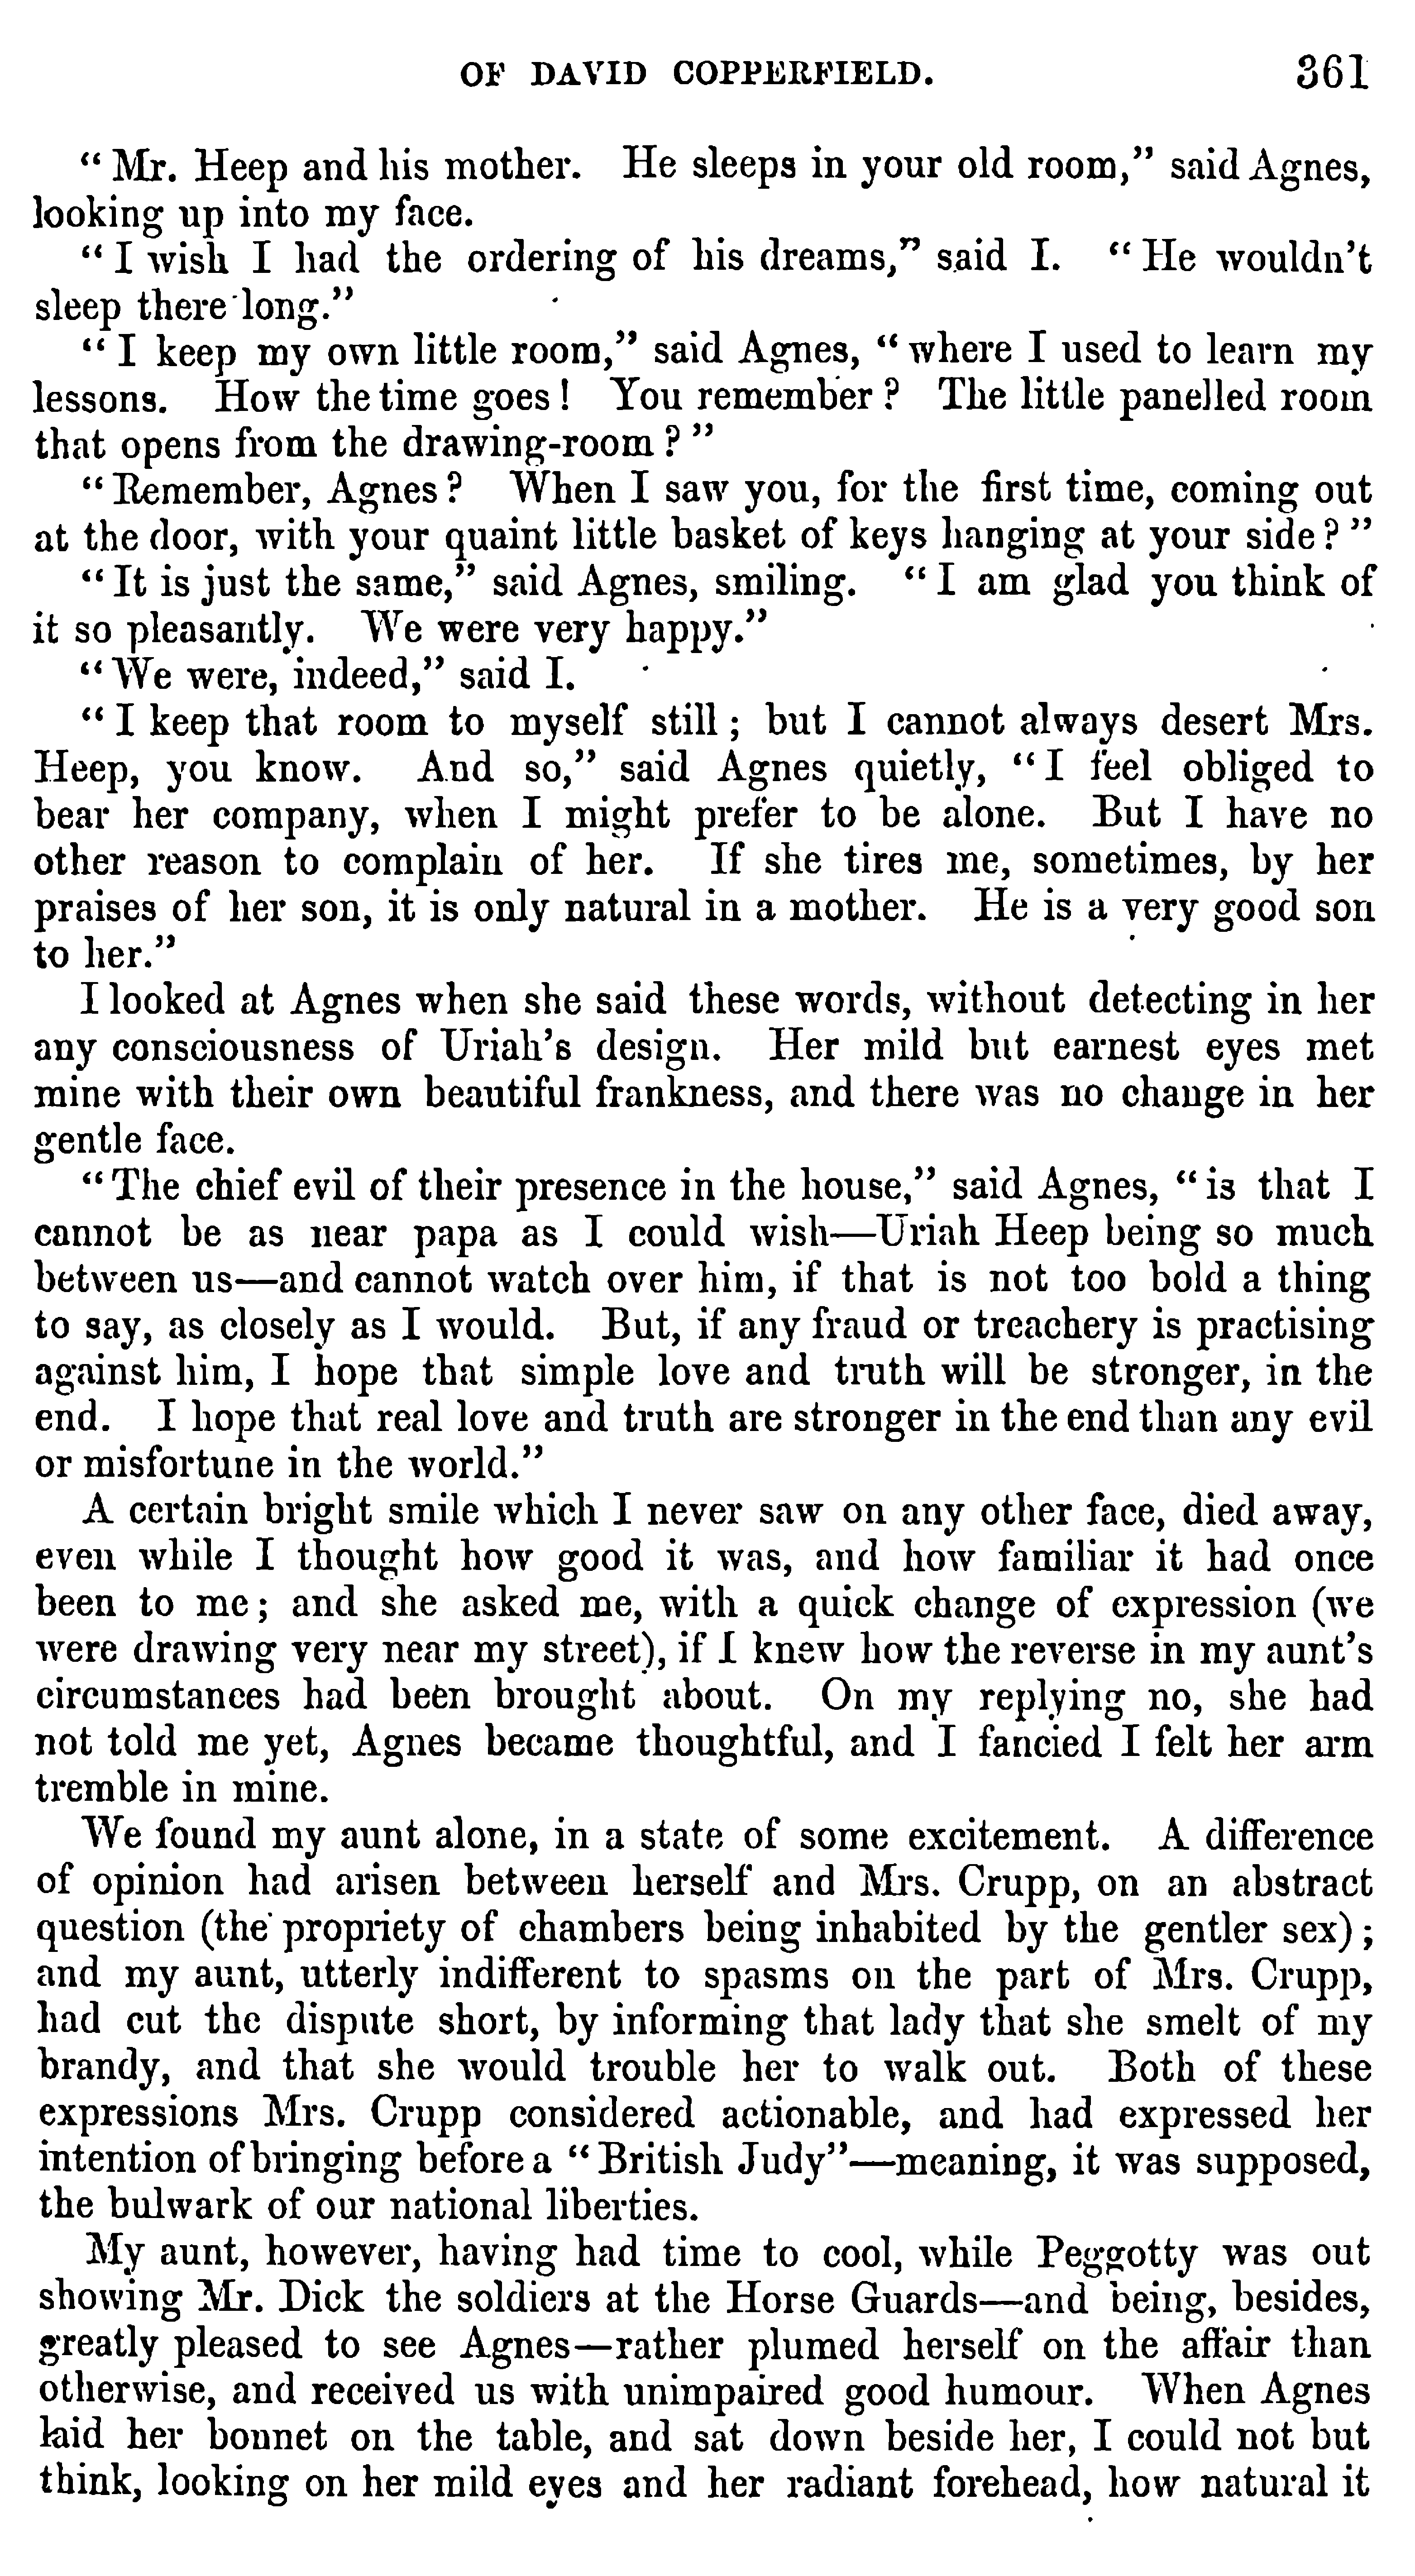 OF DAVID COPPERFIELD. 361
“Mr. Heep and his mother. He sleeps in your old room,” said Agnes,
looking up into my face.
“I wish I had the ordering of his dreams,” said I. “He wouldn’t
sleep there long.”
“I keep my own little room,” said Agnes, “where I used to learn my
lessons. How the time goes! You remember? The little panelled room
that opens from the drawing-room?”
“Remember, Agnes? When I saw you, for the first time, coming out
at the door, with your quaint little basket of keys hanging at your side?”
“It is just the same,” said Agnes, smiling. “I am glad you think of
it so pleasantly. We were very happy.”
“We were, indeed,” said I.
“I keep that room to myself still; but I cannot always desert Mrs.
Heep, you know. And so,” said Agnes quietly, “I feel obliged to
bear her company, when I might prefer to be alone. But I have no
other reason to complain of her. If she tires me, sometimes, by her
praises of her son, it is only natural in a mother. He is a very good son
to her.”
I looked at Agnes when she said these words, without detecting in her
any consciousness of Uriah’s design. Her mild but earnest eyes met
mine with their own beautiful frankness, and there was no change in her
gentle face.
“The chief evil of their presence in the house,” said Agnes, “is that I
cannot be as near papa as I could wish—Uriah Heep being so much
between us—and cannot watch over him, if that is not too bold a thing
to say, as closely as I would. But, if any fraud or treachery is practising
against him, I hope that simple love and truth will be stronger, in the
end. I hope that real love and truth are stronger in the end than any evil
or misfortune in the world.”
A certain bright smile which I never saw on any other face, died away,
even while I thought how good it was, and how familiar it had once
been to me; and she asked me, with a quick change of expression (we
were drawing very near my street), if I knew how the reverse in my aunt’s
circumstances had been brought about. On my replying no, she had
not told me yet, Agnes became thoughtful, and I fancied I felt her arm
tremble in mine.
We found my aunt alone, in a state of some excitement. A difference
of opinion had arisen between herself and Mrs. Crupp, on an abstract
question (the propriety of chambers being inhabited by the gentler sex);
and my aunt, utterly indifferent to spasms on the part of Mrs. Crupp,
had cut the dispute short, by informing that lady that she smelt of my
brandy, and that she would trouble her to walk out. Both of these
expressions Mrs. Crupp considered actionable, and had expressed her
intention of bringing before a “British Judy”—meaning, it was supposed,
the bulwark of our national liberties.
My aunt, however, having had time to cool, while Peggotty was out
showing Mr. Dick the soldiers at the Horse Guards—and being, besides,
greatly pleased to see Agnes—rather plumed herself on the affair than
otherwise, and received us with unimpaired good humour. When Agnes
laid her bonnet on the table, and sat down beside her, I could not but
think, looking on her mild eyes and her radiant forehead, how natural it